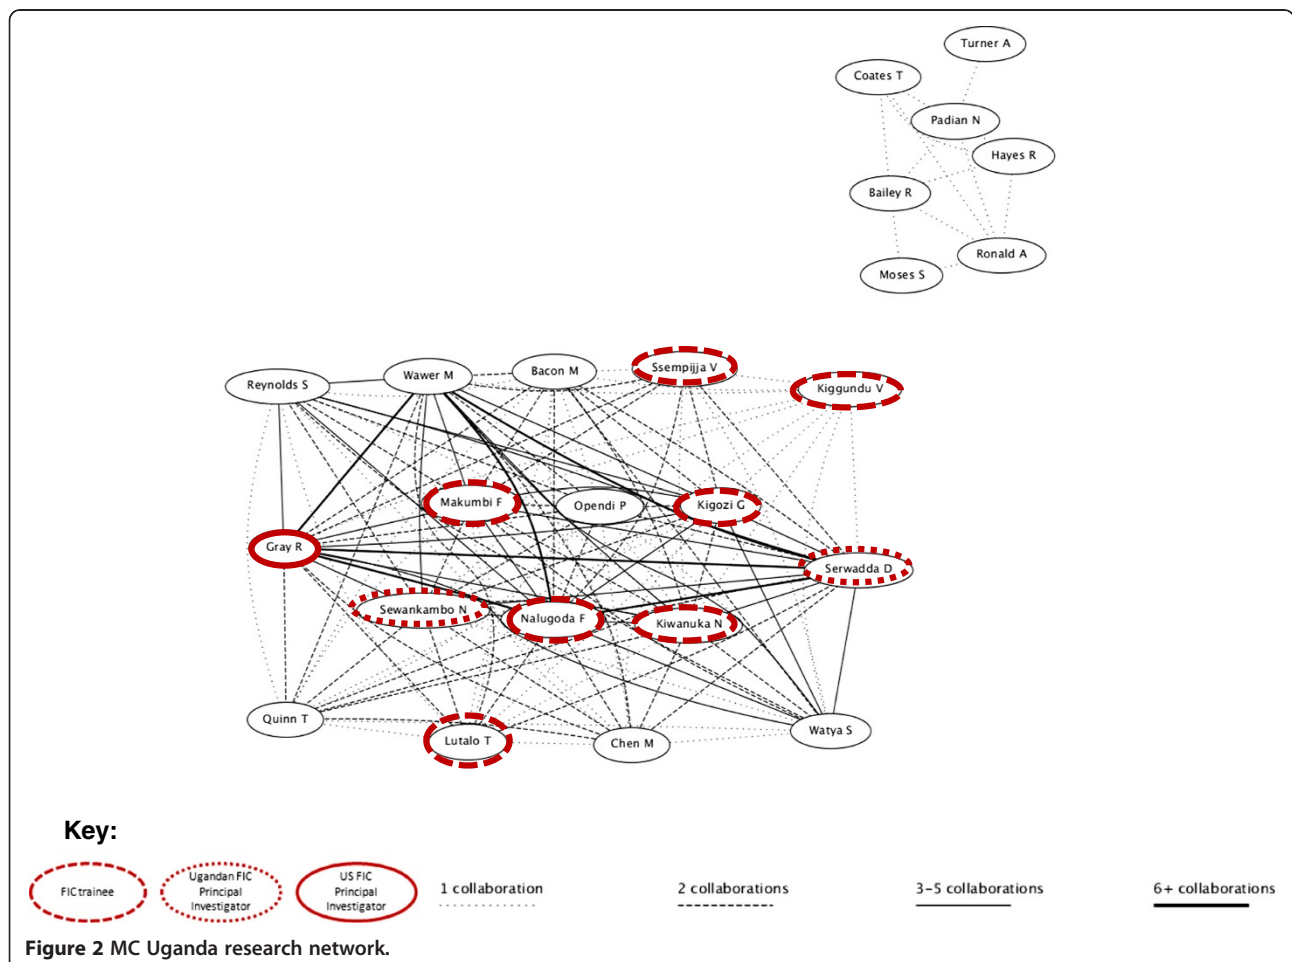 Turner A
Coates T
Padian N
Hayes R
Bailey R
Ronald A
Moses S
Ssempijja V
Bacon M
Wawer M
Reynolds S
Kiggundu V
Makumbi F
Opendi P
Kigozi G
Gray R
Serwadda D
Sewankambo N
Nalugoda F
Kiwanuka N
Quinn T
Lutalo T
Chen M
Watya S
Key:
FIC trainee
Ugandan FIC
Principal
Investigator
US FIC
Principal
Investigator
1 collaboration
2 collaborations
3-5 collaborations
6+ collaborations
Figure 2 MC Uganda research network.